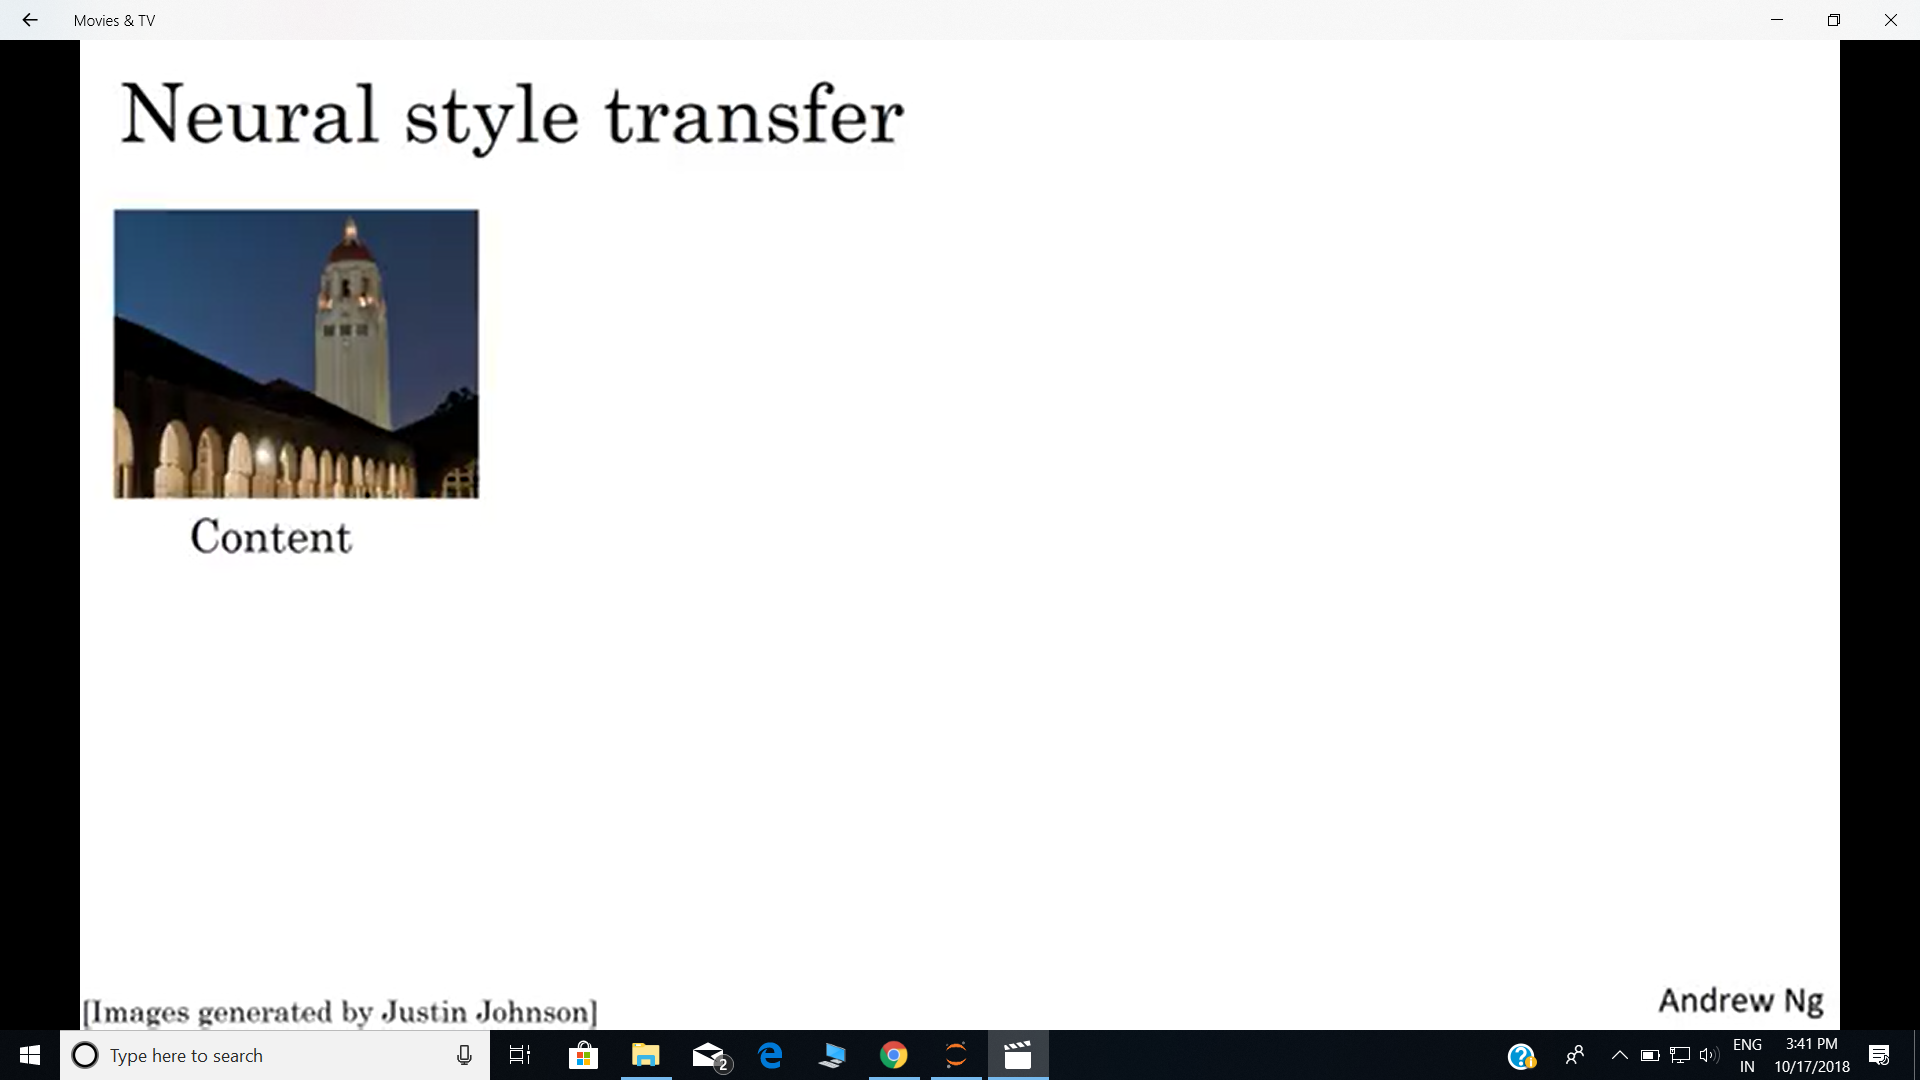 Movies & TV
Neural style transfer
Content
[Images generated by Justin Johnson]
Andrew Ng
Type here to search
2
ENG
IN
3:41 PM
10/17/2018